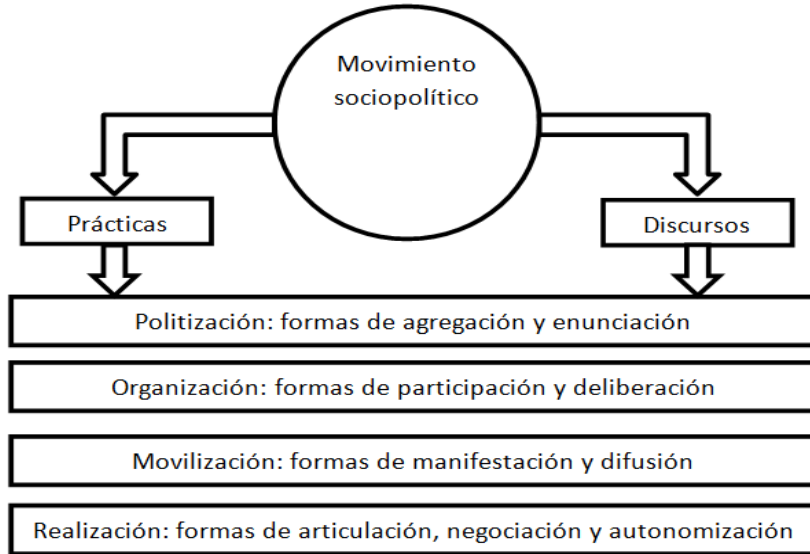 Movimiento
sociopolítico
Prácticas
Discursos
Politización: formas de agregación y enunciación
Organización: formas de participación y deliberación
Movilización: formas de manifestación y difusión
Realización: formas de articulación, negociación y autonomización